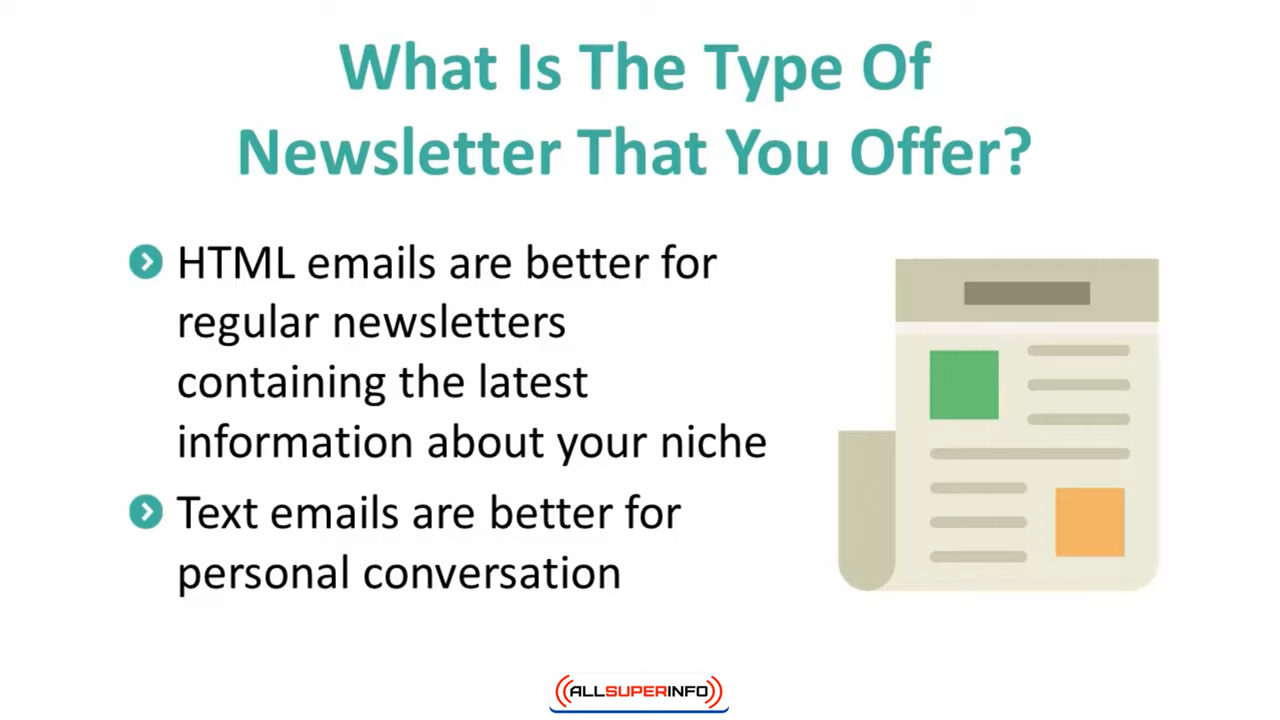 What Is The Type Of
Newsletter That You Offer?
HTML emails are better for
regular newsletters
containing the latest
information about your niche
Text emails are better for
personal conversation
ALLSUPERINFO